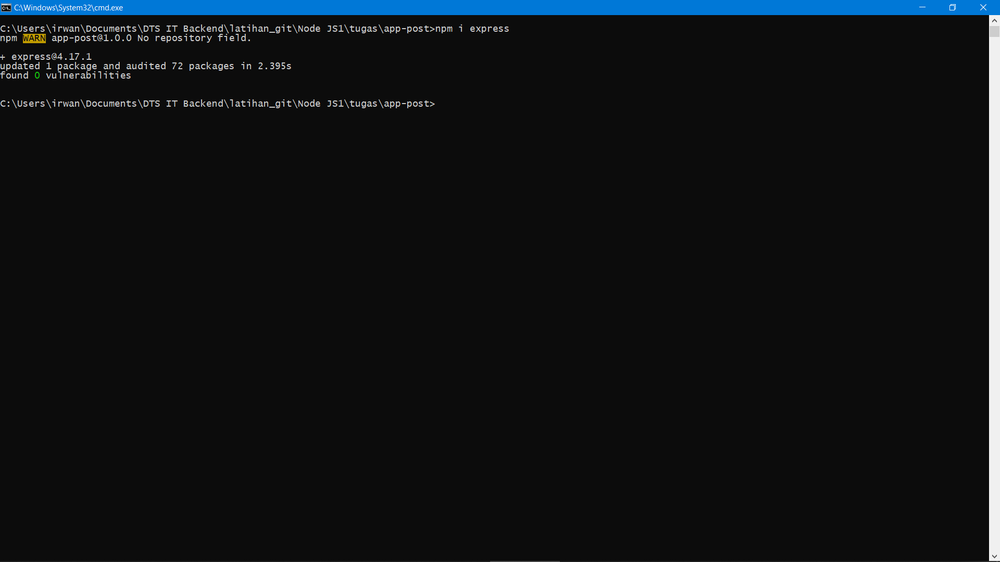 C:\Windows\System32\cmd.exe
C:\Users\irwan\Documents\DTS IT Backend\latihan_git\Node JS1\tugas\app-post>npm i express
npm WARN app-post@1.0.0 No repository field.
+ express@4.17.1
updated 1 package and audited 72 packages in 2.395s
found 0 vulnerabilities
C:\Users\irwan\Documents\DTS IT Backend\latihan_git\Node JS1\tugas\app-post>